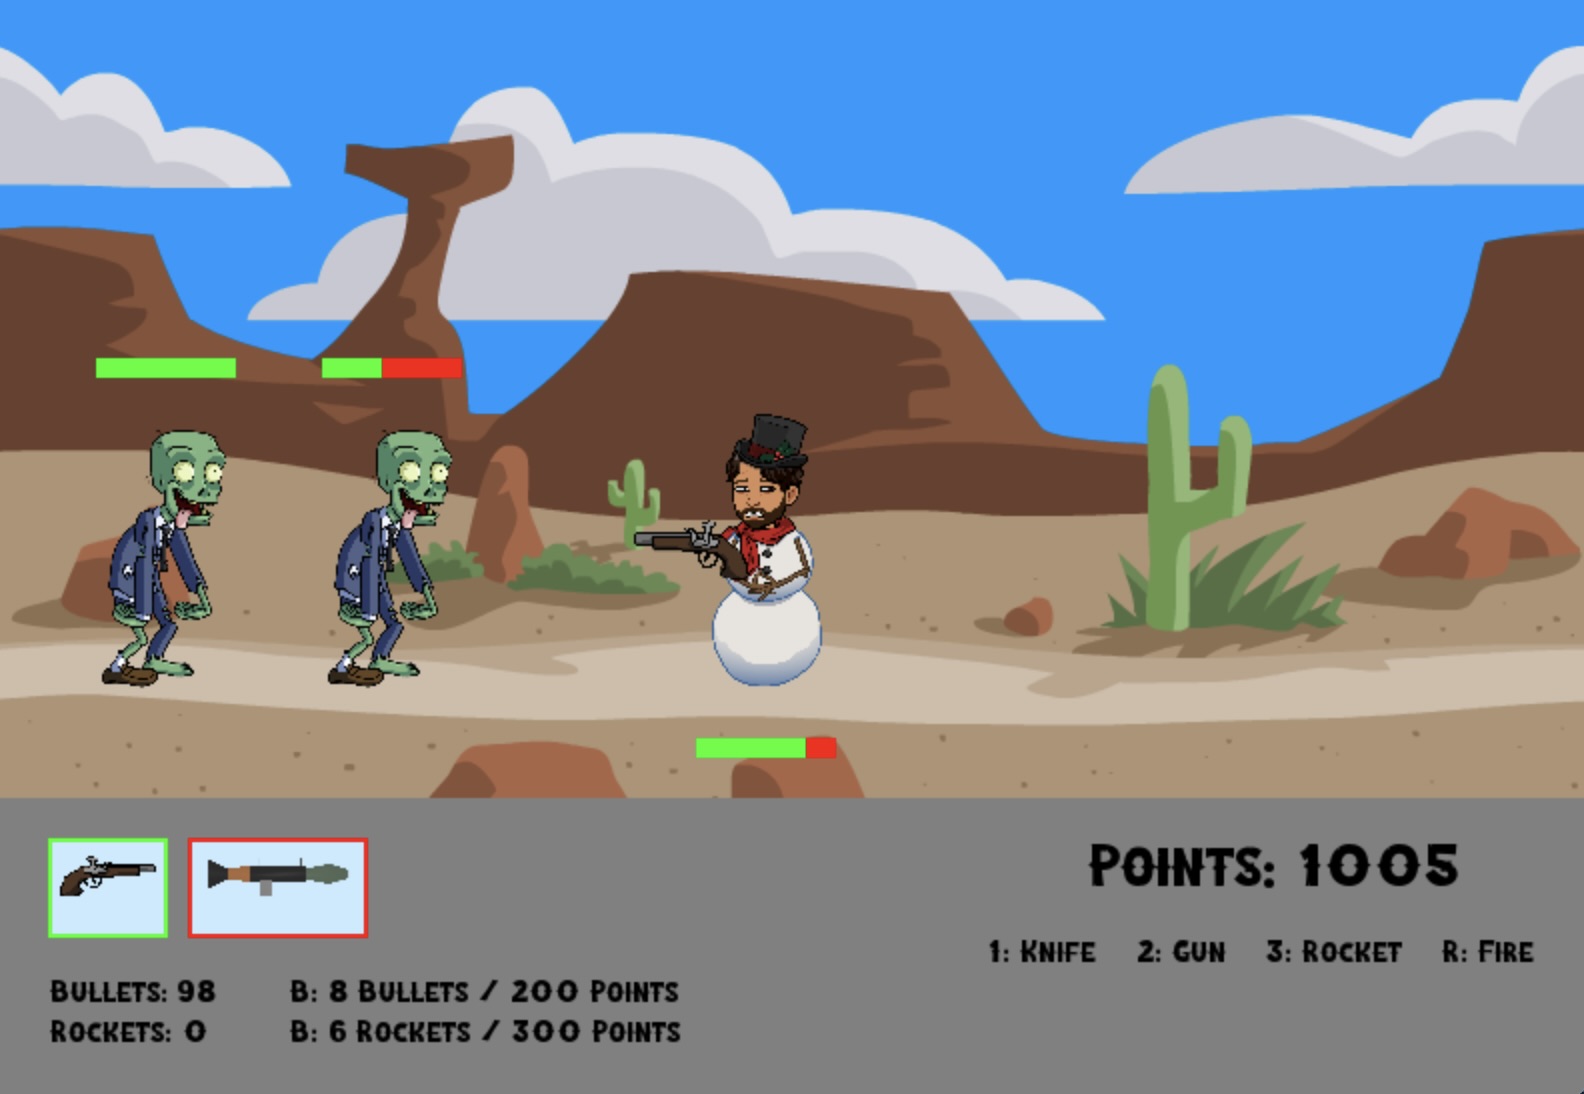 Points: 1005
1: Knife 2: Gun 3: Rocket R: Fire
Bullets: 98 B: 8 Bullets / 200 Points
Rockets: 0 B: 6 Rockets / 300 Points